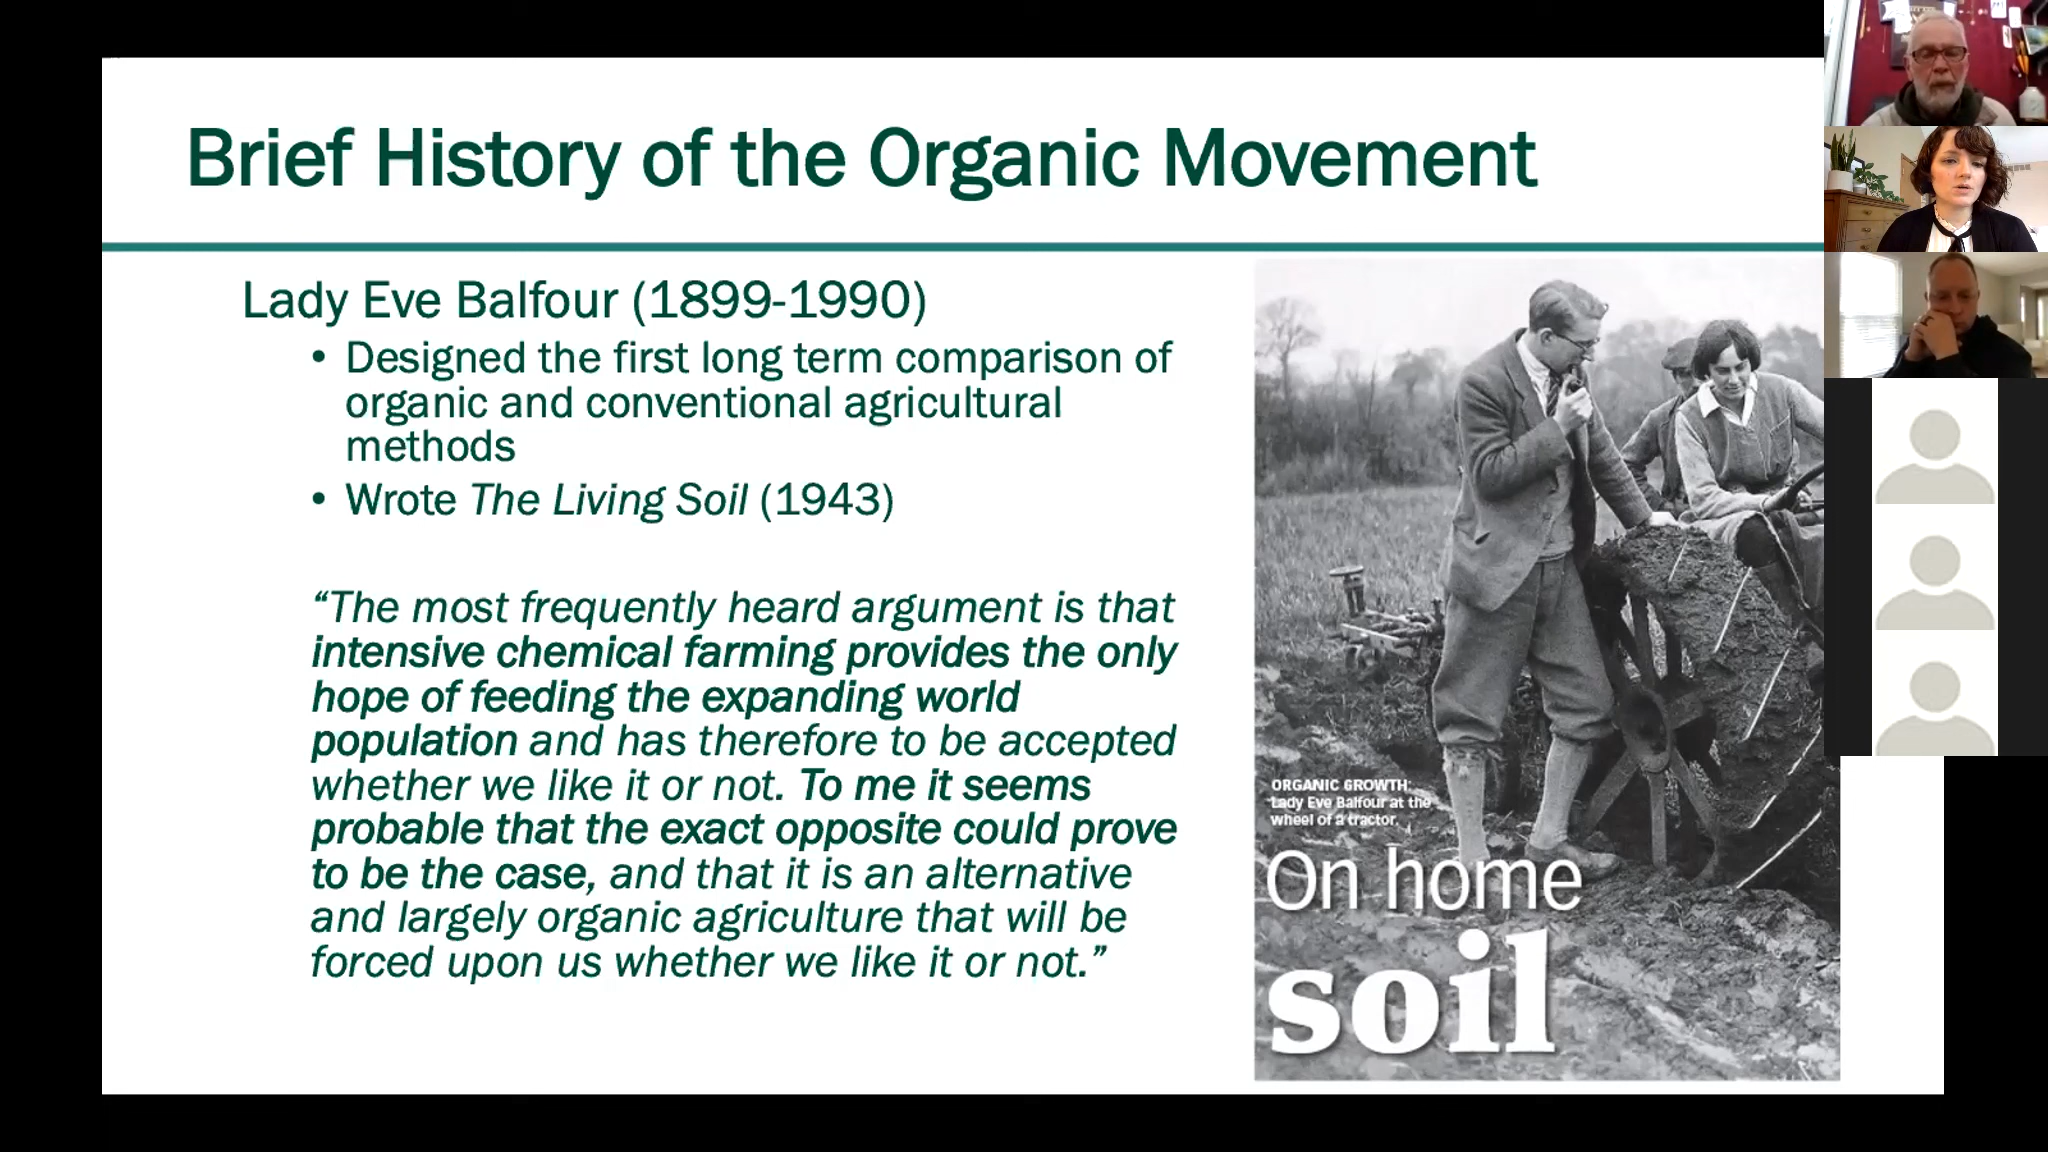 Brief History of the Organic Movement
Lady Eve Balfour (1899-1990)
• Designed the first long term comparison of
organic and conventional agricultural
methods
• Wrote The Living Soil (1943)
“The most frequently heard argument is that
intensive chemical farming provides the only
hope of feeding the expanding world
population and has therefore to be accepted
whether we like it or not. To me it seems
probable that the exact opposite could prove
to be the case, and that it is an alternative
and largely organic agriculture that will be
forced upon us whether we like it or not.”
ORGANIC GROWTH:
Lady Eve Balfour at the
wheel of a tractor.
On home
soil